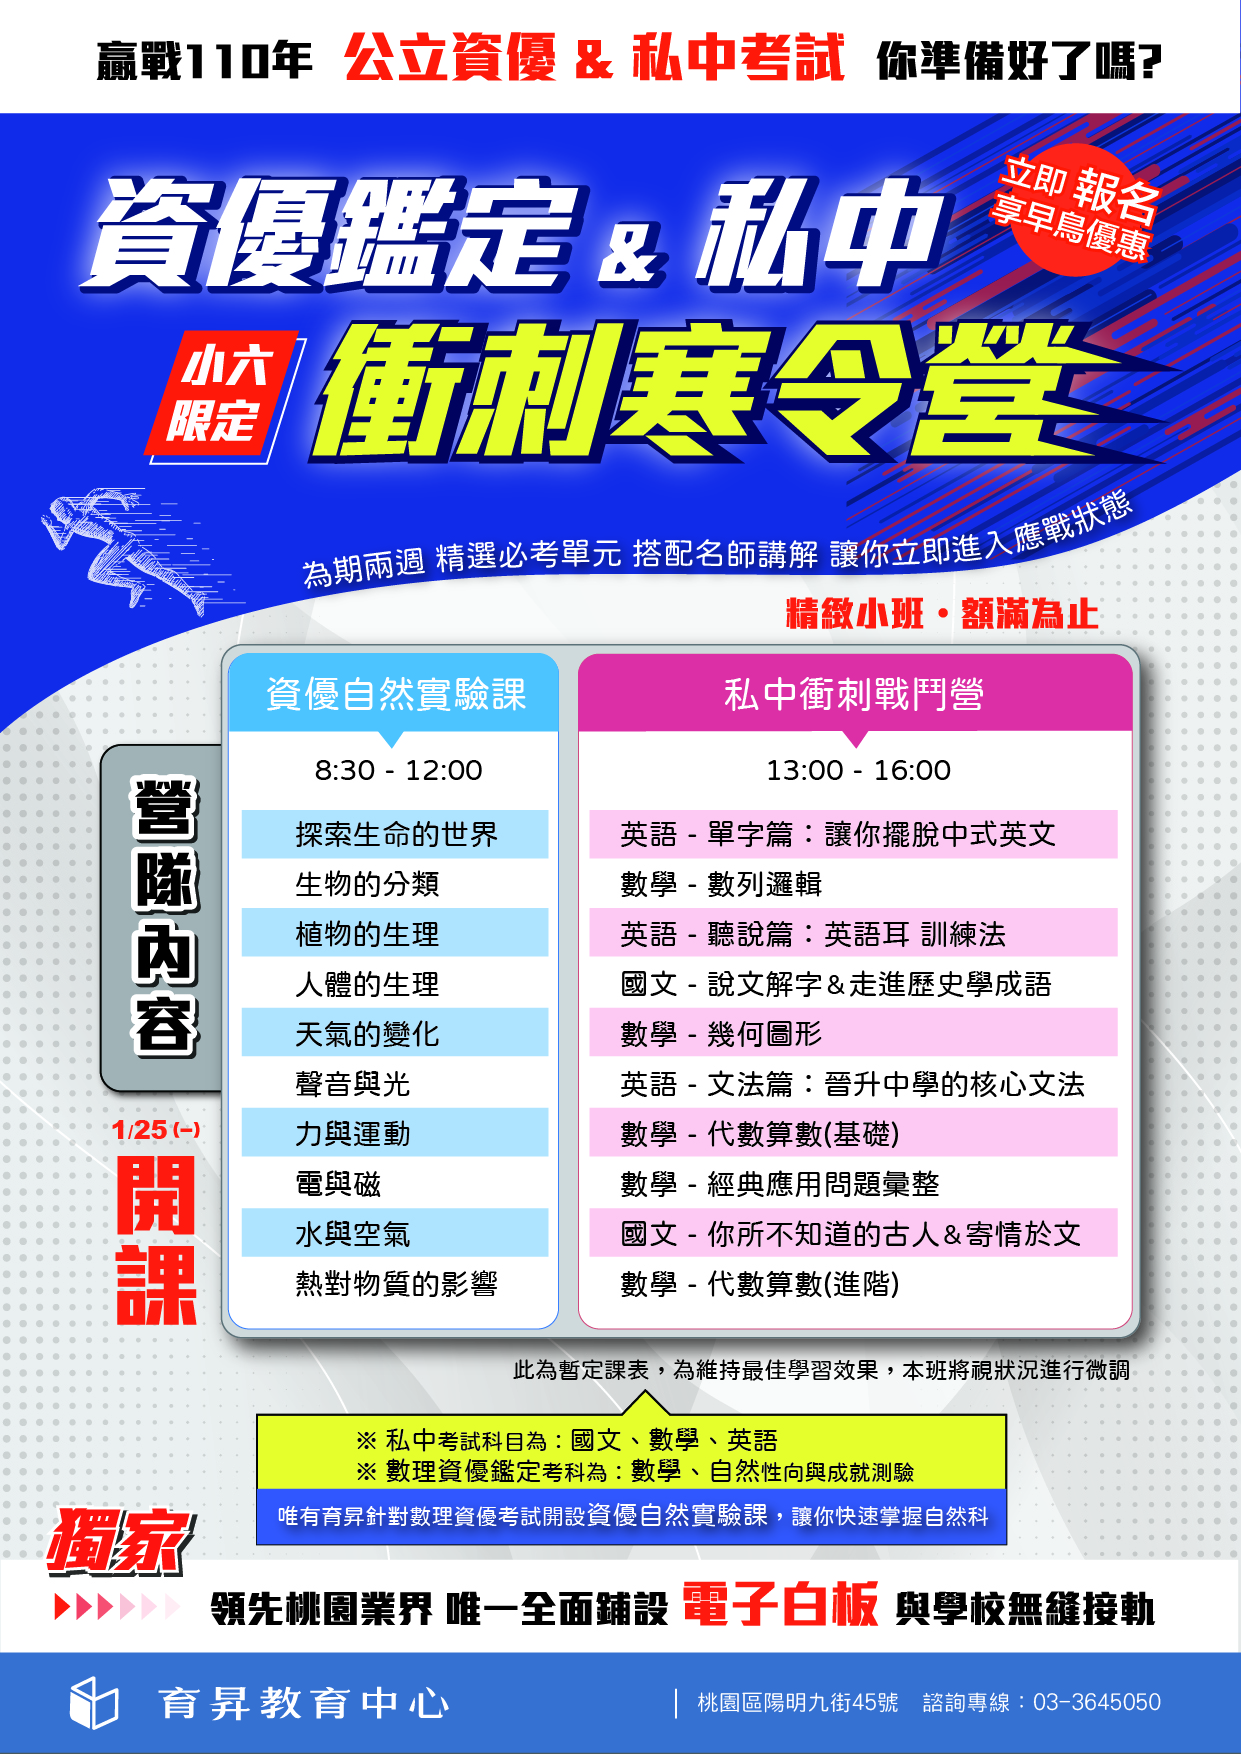 贏戰110年 公立資優 & 私中考試 你準備好了嗎?
立即 報名
享早鳥優惠
資優鑑定 & 私中
小六
限定
衝刺寒令營
為期兩週 精選必考單元 搭配名師講解 讓你立即進入應戰狀態
精緻小班・額滿為止
營隊內容
1/25 (一)
開課
資優自然實驗課
8:30 - 12:00
探索生命的世界
生物的分類
植物的生理
人體的生理
天氣的變化
聲音與光
力與運動
電與磁
水與空氣
熱對物質的影響
私中衝刺戰鬥營
13:00 - 16:00
英語 - 單字篇：讓你擺脫中式英文
數學 - 數列邏輯
英語 - 聽說篇：英語耳 訓練法
國文 - 說文解字＆走進歷史學成語
數學 - 幾何圖形
英語 - 文法篇：晉升中學的核心文法
數學 - 代數算數(基礎)
數學 - 經典應用問題彙整
國文 - 你所不知道的古人＆寄情於文
數學 - 代數算數(進階)
此為暫定課表，為維持最佳學習效果，本班將視狀況進行微調
※ 私中考試科目為：國文、數學、英語
※ 數理資優鑑定考科為：數學、自然性向與成就測驗
唯有育昇針對數理資優考試開設資優自然實驗課，讓你快速掌握自然科
獨家
領先桃園業界 唯一全面鋪設 電子白板 與學校無縫接軌
育昇教育中心
桃園區陽明九街45號 諮詢專線：03-3645050